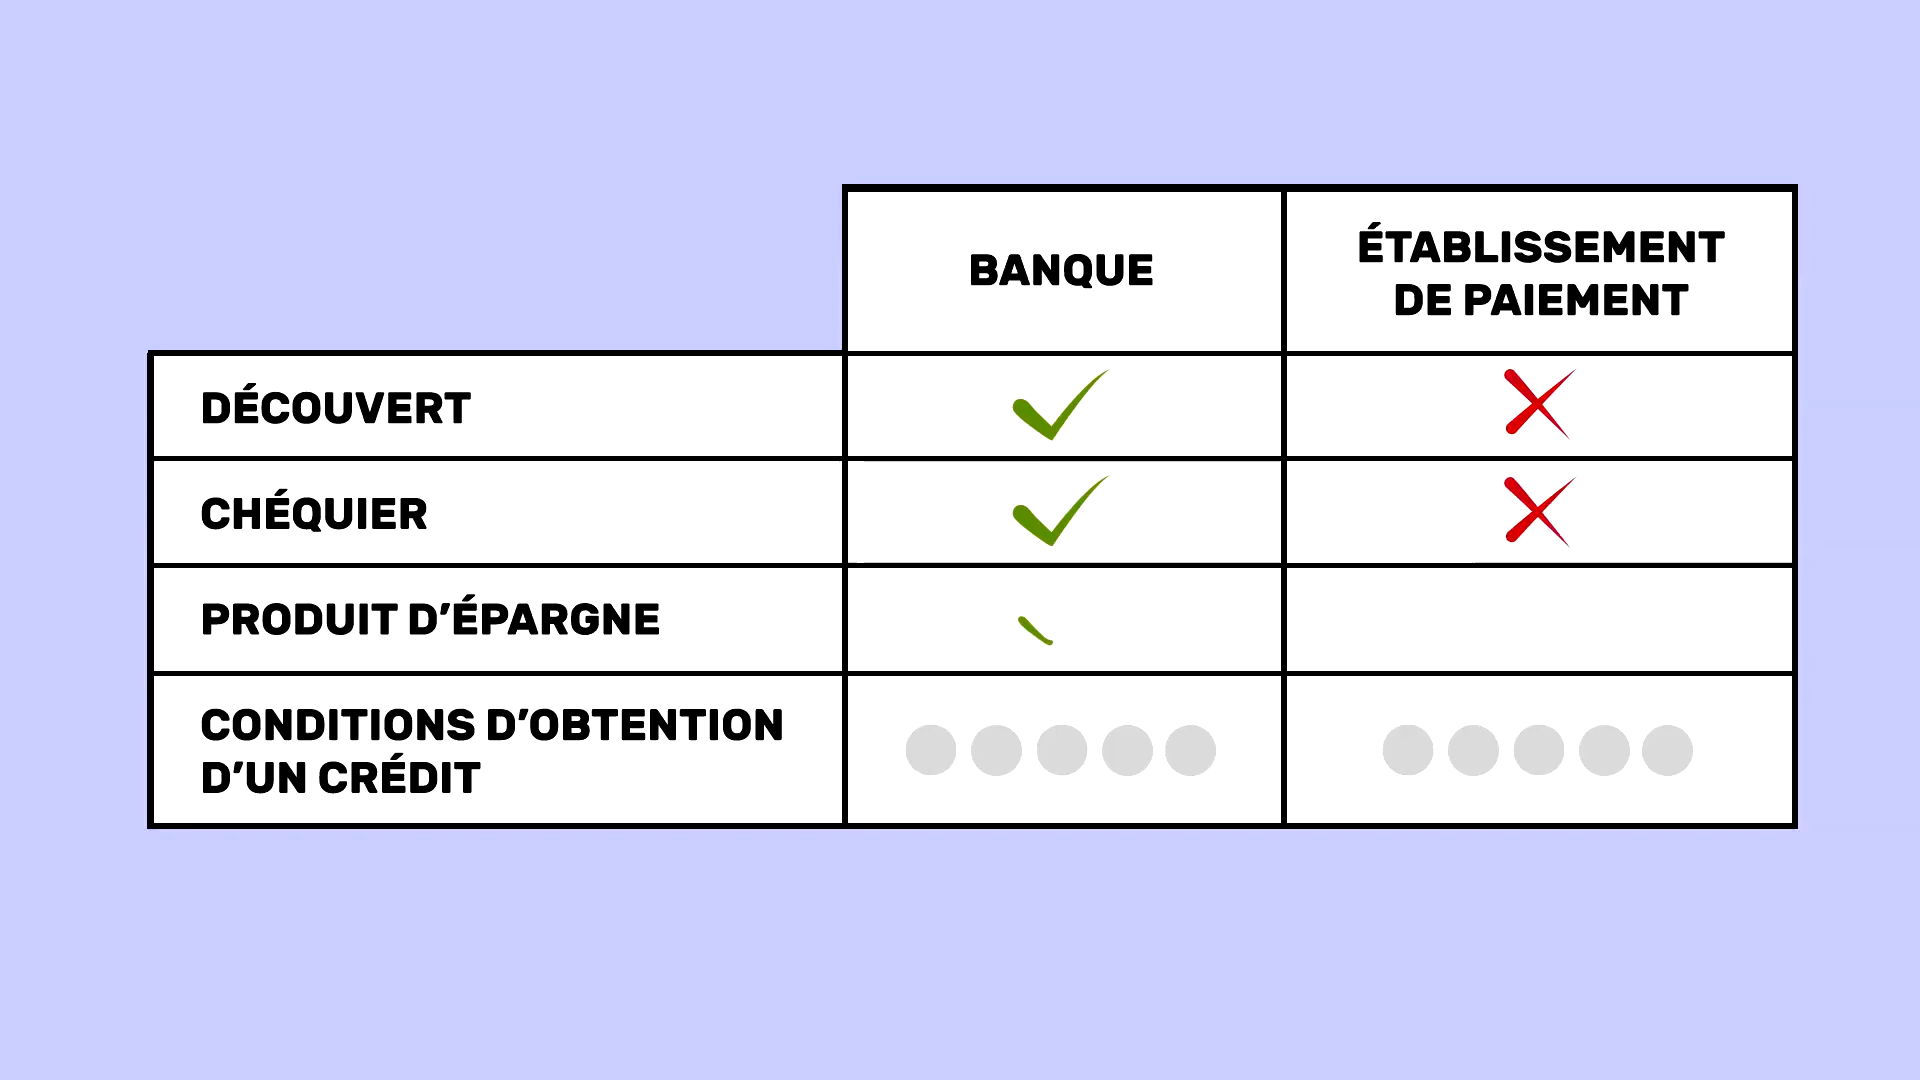 BANQUE
ÉTABLISSEMENT
DE PAIEMENT
DÉCOUVERT
CHÉQUIER
PRODUIT D’ÉPARGNE
CONDITIONS D’OBTENTION
D’UN CRÉDIT